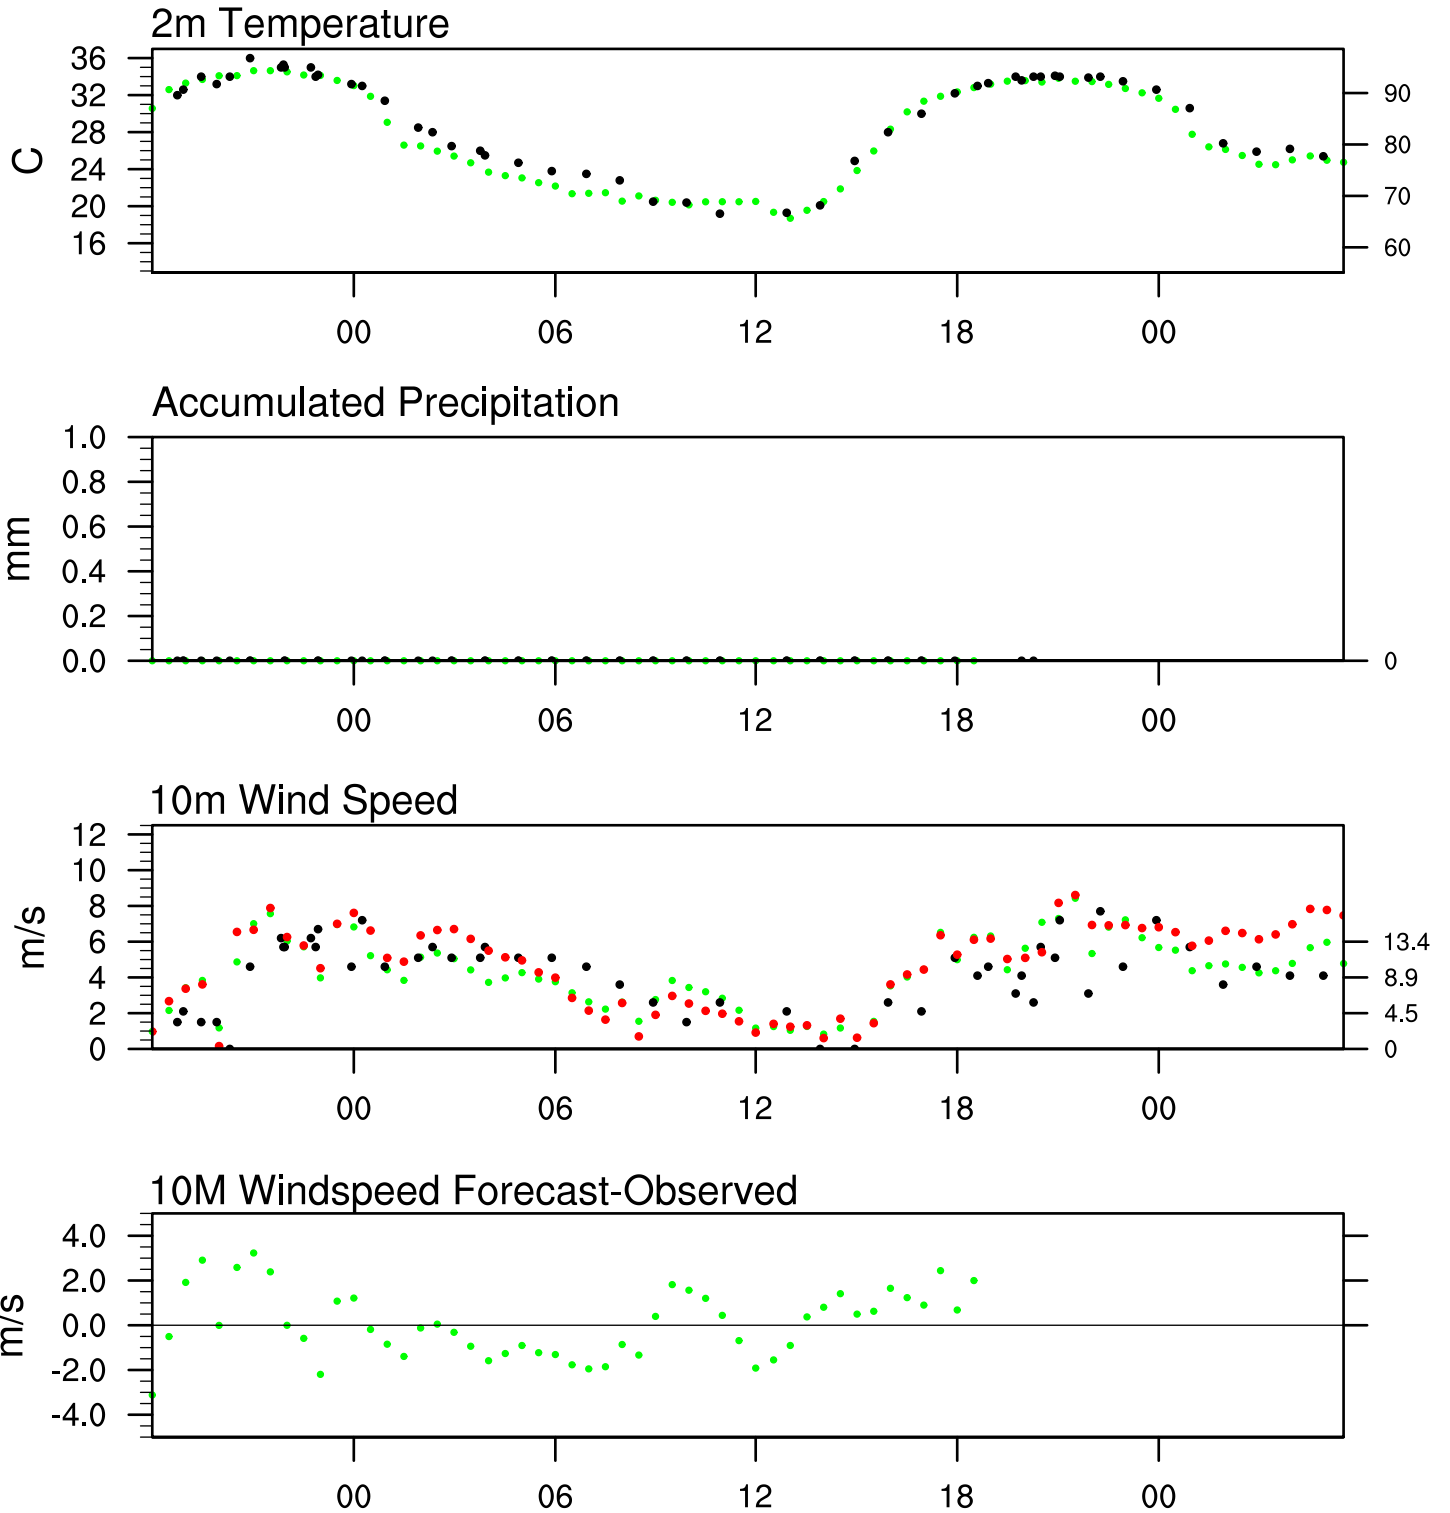 2m Temperature
36
32
28
24
20
16
C
90
80
70
60
00 06 12 18 00
Accumulated Precipitation
1.0
0.8
0.6
0.4
0.2
0.0
mm
0
00 06 12 18 00
10m Wind Speed
12
10
8
6
4
2
0
m/s
13.4
8.9
4.5
0
00 06 12 18 00
10M Windspeed Forecast-Observed
4.0
2.0
0.0
-2.0
-4.0
m/s
00 06 12 18 00